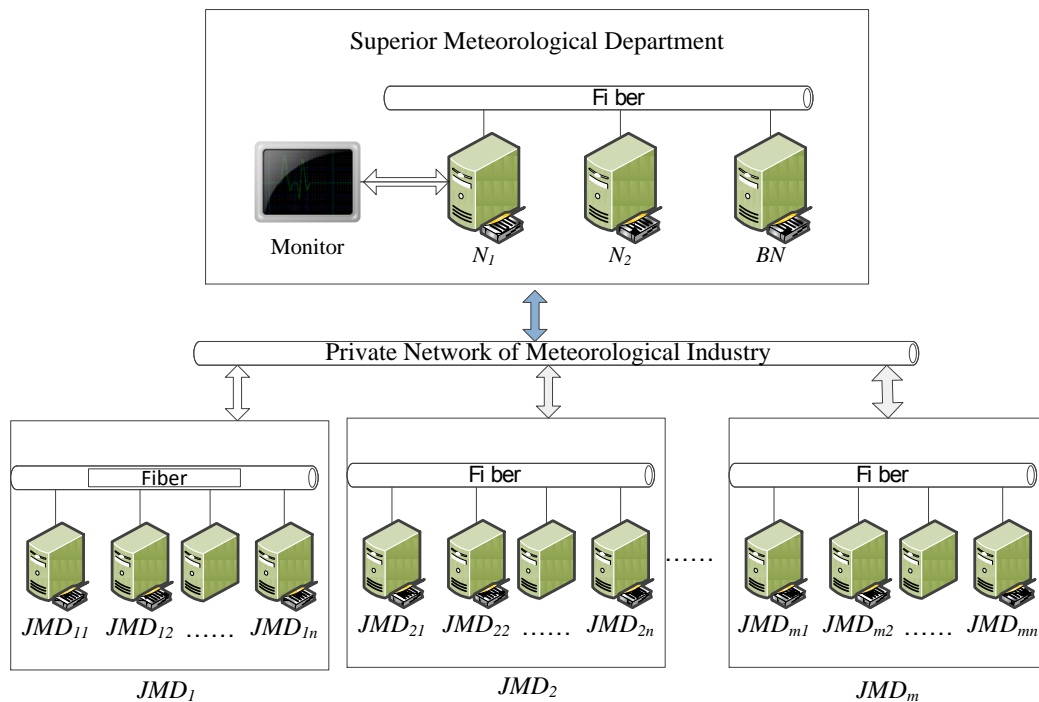 Superior Meteorological Department
Fi ber
Monitor
N1
N2
BN
Private Network of Meteorological Industry
Fiber
Fi ber
Fi ber
JMD11 JMD12 ...... JMD1n
JMD21 JMD22 ...... JMD2n
......
JMDm1 JMDm2 ...... JMDmn
JMD1
JMD2
JMDm